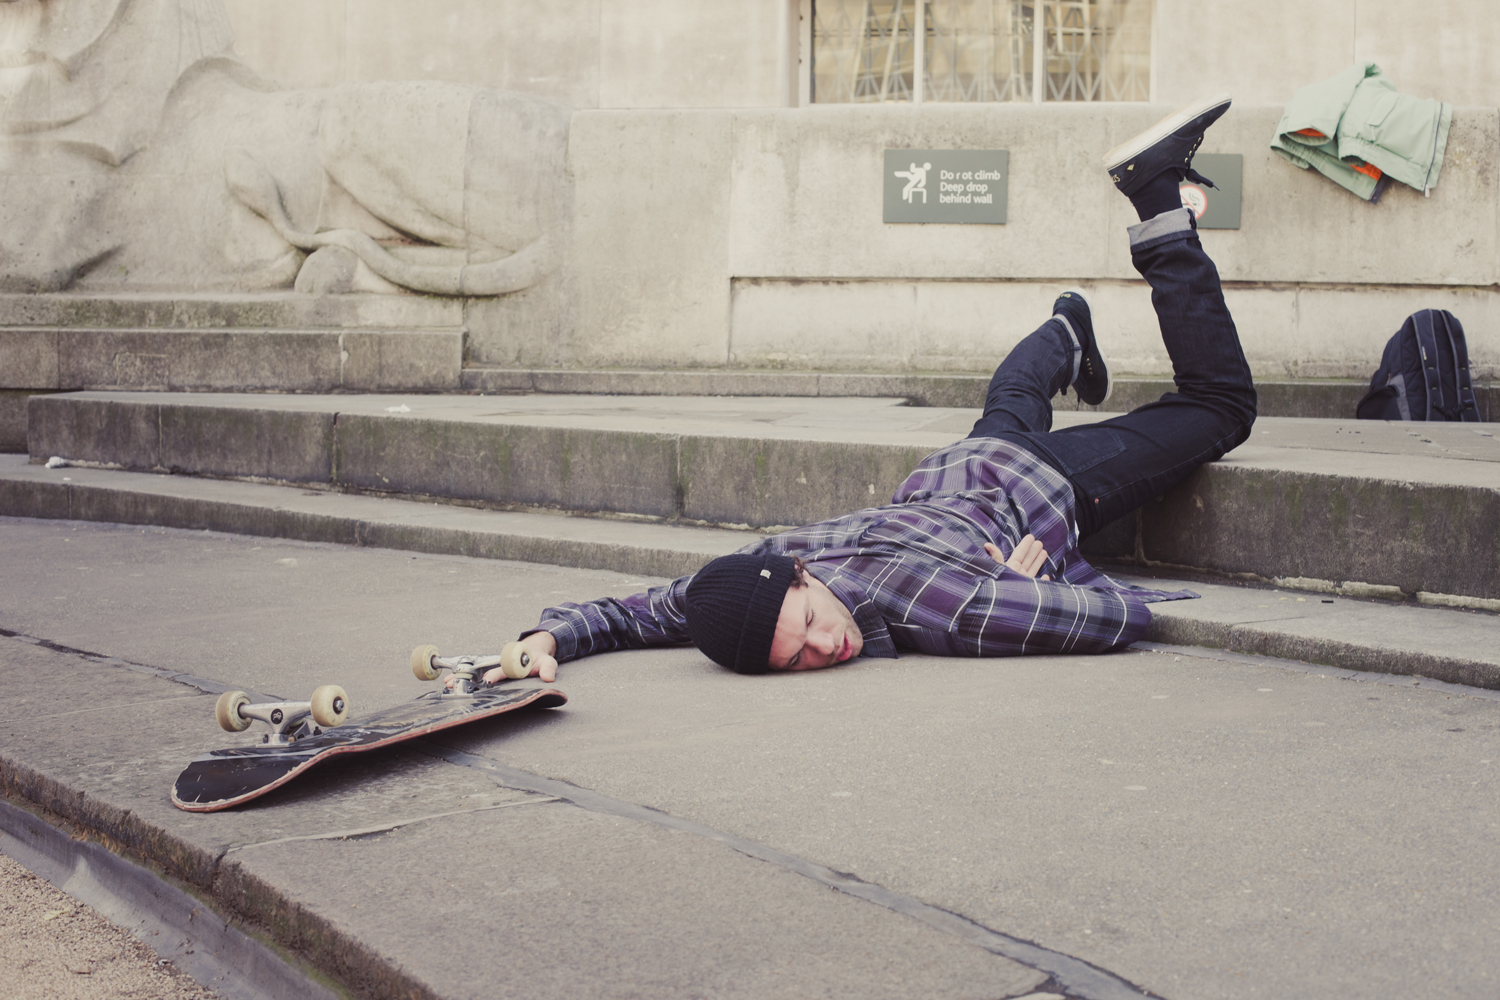 Do r ot climb
Deep drop
behind wall